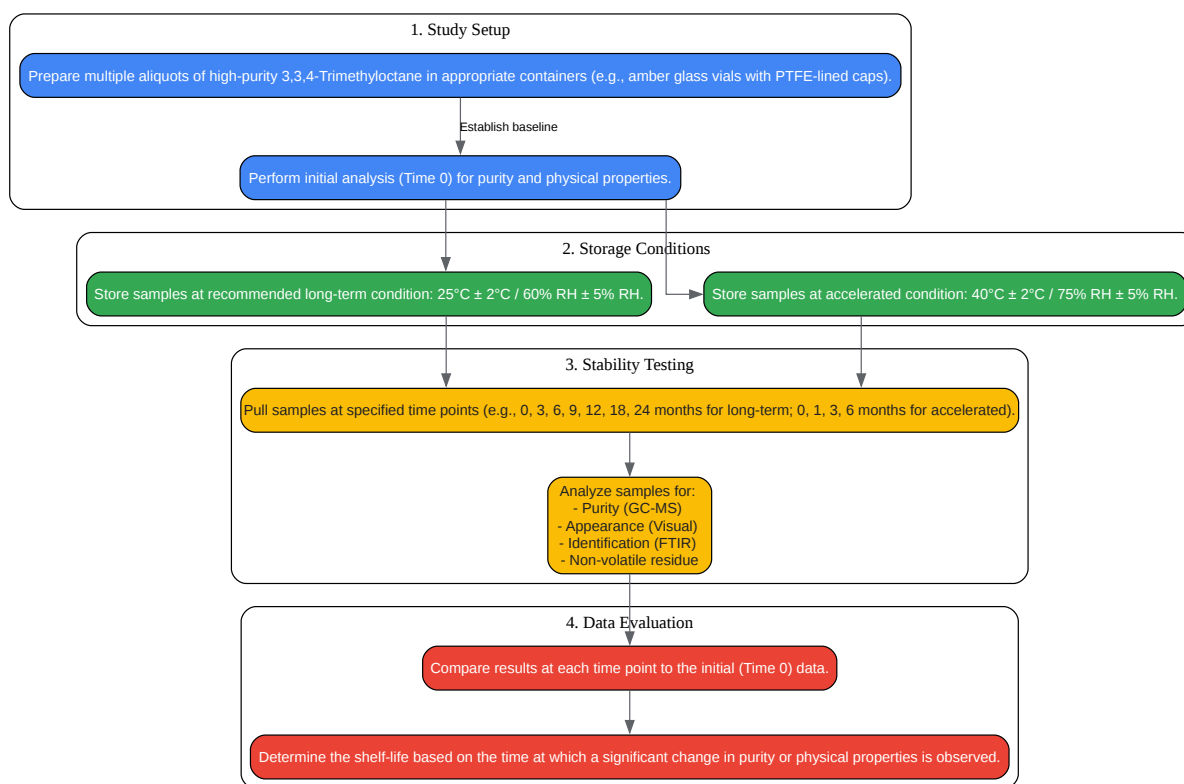 1. Study Setup
Prepare multiple aliquots of high-purity 3,3,4-Trimethyloctane in appropriate containers (e.g., amber glass vials with PTFE-lined caps).
Establish baseline
Perform initial analysis (Time 0) for purity and physical properties.
2. Storage Conditions
Store samples at recommended long-term condition: 25°C ± 2°C / 60% RH ± 5% RH.
Store samples at accelerated condition: 40°C ± 2°C / 75% RH ± 5% RH.
3. Stability Testing
Pull samples at specified time points (e.g., 0, 3, 6, 9, 12, 18, 24 months for long-term; 0, 1, 3, 6 months for accelerated).
Analyze samples for:
- Purity (GC-MS)
- Appearance (Visual)
- Identification (FTIR)
- Non-volatile residue
4. Data Evaluation
Compare results at each time point to the initial (Time 0) data.
Determine the shelf-life based on the time at which a significant change in purity or physical properties is observed.